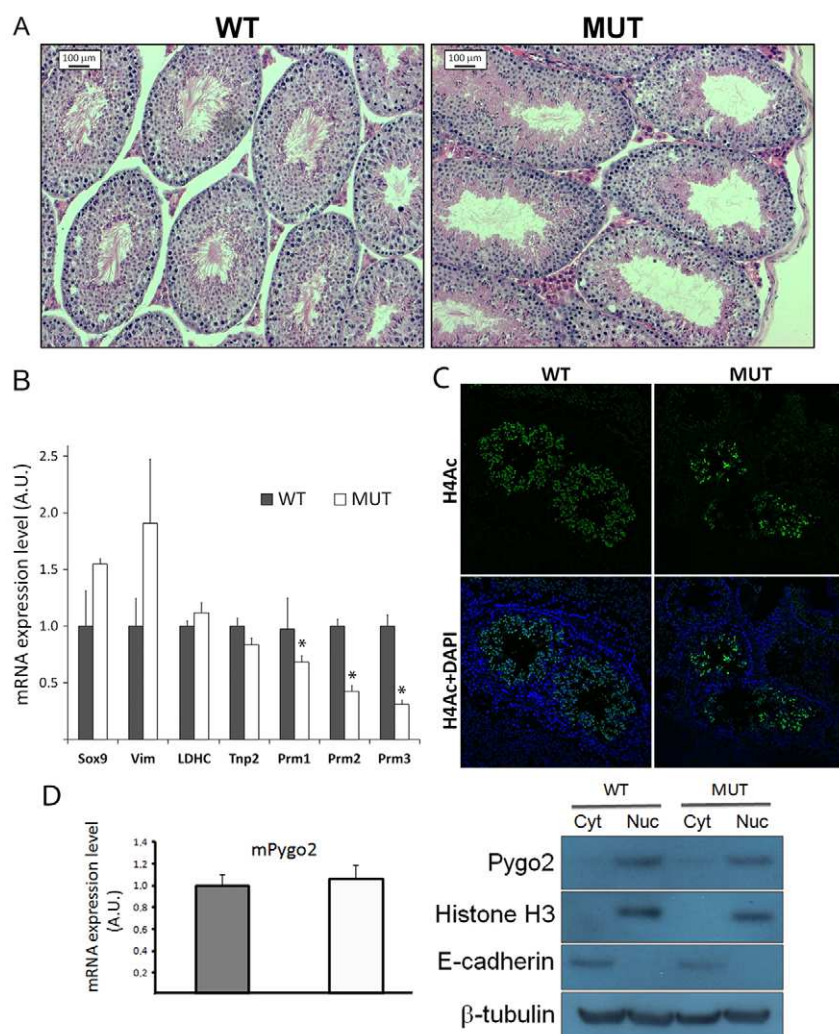 A
WT
MUT
100 µm
100 µm
B
mRNA expression level (A.U.)
2.5
2.0
1.5
1.0
0.5
WT
MUT
*
*
*
Sox9 Vim LDHC Tnp2 Prm1 Prm2 Prm3
C
WT
MUT
H4Ac
H4Ac+DAPI
D
mRNA expression level
(A.U.)
mPygo2
1,4
1.2
1.0
0.8
0.6
0.4
0,2
WT MUT
Cyt Nuc Cyt Nuc
Pygo2
Histone H3
E-cadherin
β-tubulin